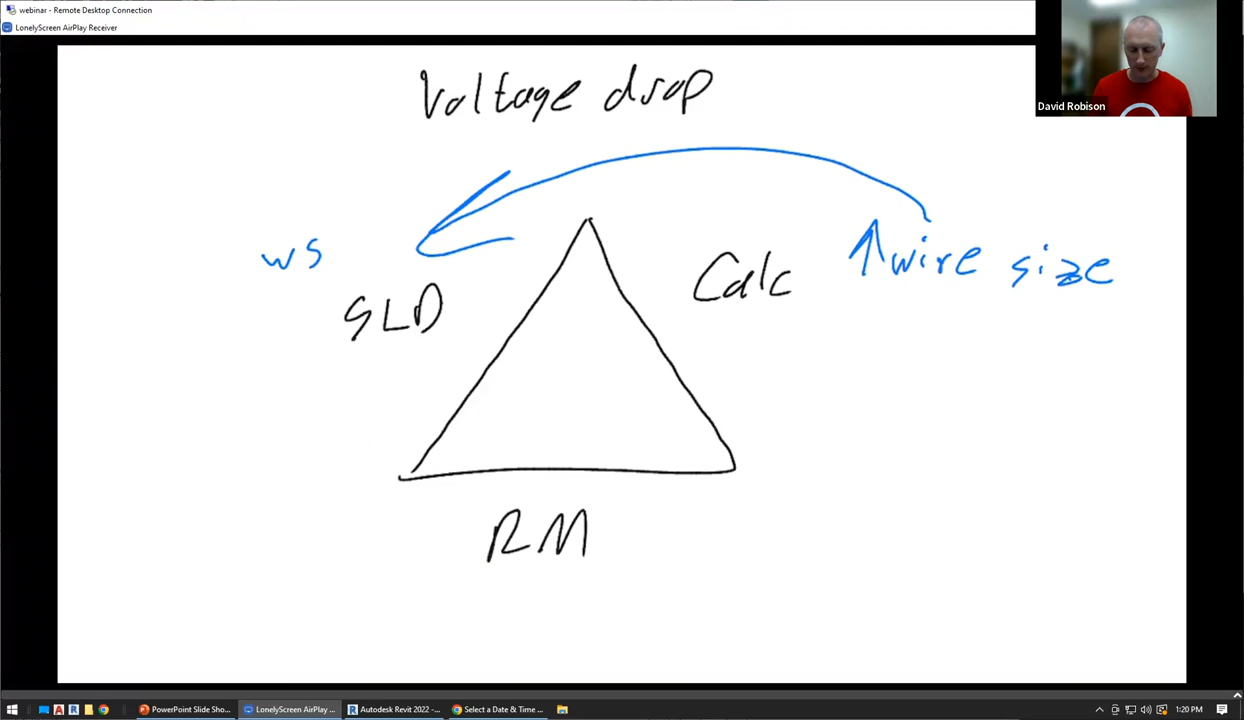 webinar - Remote Desktop Connection
LonelyScreen AirPlay Receiver
David Robison
Voltage drop
ws
↑wire size
SLD
Calc
RM
PowerPoint Slide Sho...
LonelyScreen AirPlay ...
Autodesk Revit 2022 -...
Select a Date & Time ...
1:20 PM